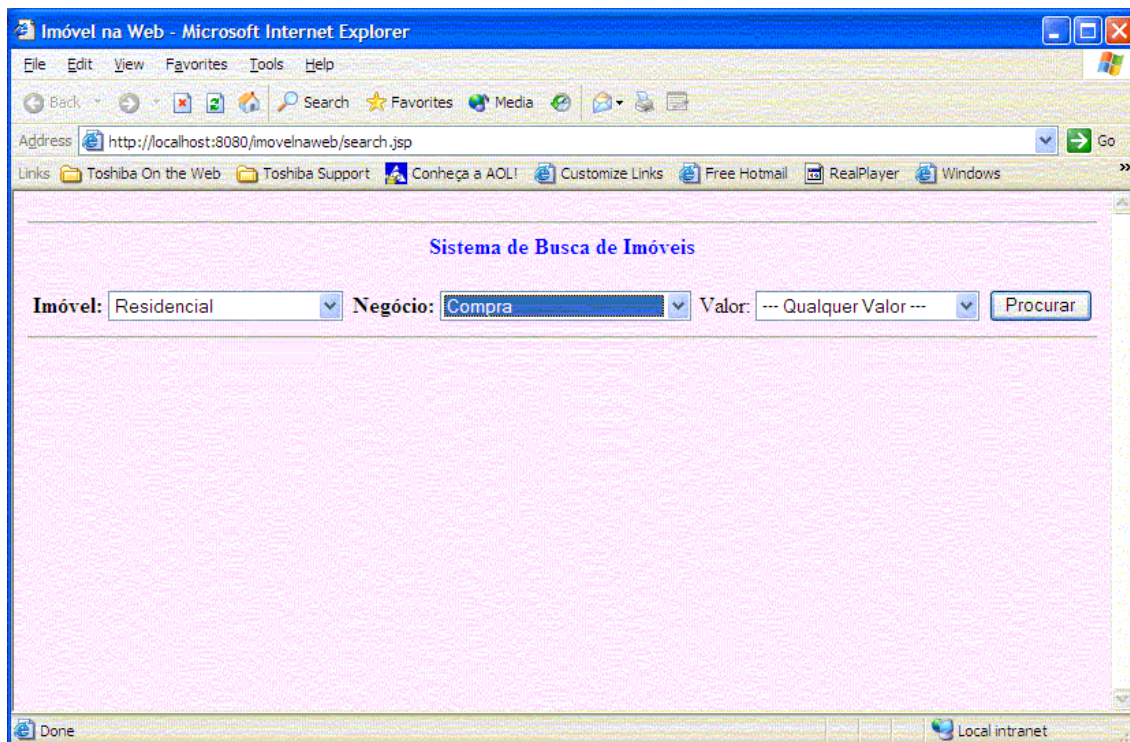 Imóvel na Web - Microsoft Internet Explorer
File Edit View Favorites Tools Help
Back Search Favorites Media
Address http://localhost:8080/imovelnaweb/search.jsp Go
Links Toshiba On the Web Toshiba Support Conheça a AOL! Customize Links Free Hotmail RealPlayer Windows »
Sistema de Busca de Imóveis
Imóvel: Residencial Negócio: Compra Valor: --- Qualquer Valor --- Procurar
Done Local intranet